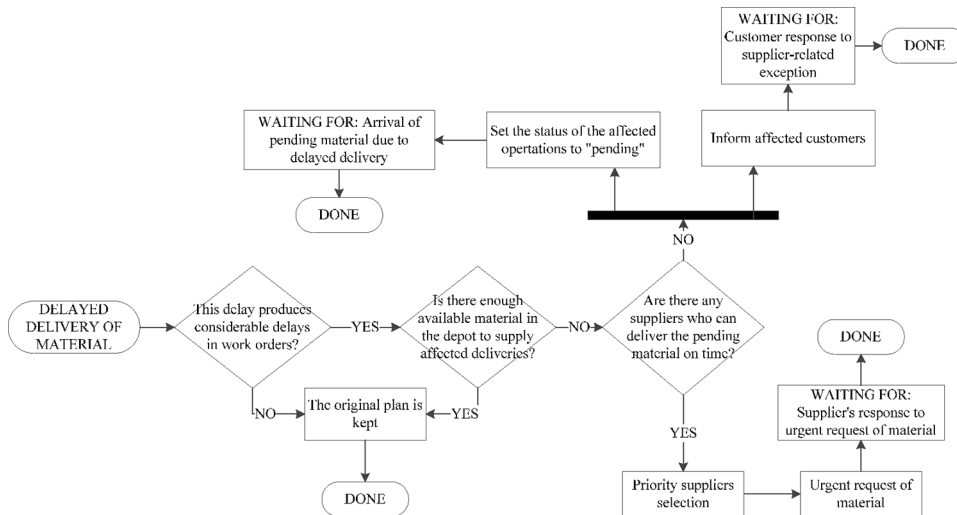 WAITING FOR:
Customer response to
supplier-related
exception
DONE
WAITING FOR: Arrival of
pending material due to
delayed delivery
Set the status of the affected
opertations to "pending"
Inform affected
customers
DONE
NO
DELAYED
DELIVERY OF
MATERIAL
This delay produces
considerable delays
in work orders?
YES
Is there enough
available material in
the depot to supply
affected deliveries?
NO
Are there any
suppliers who can
deliver the pending
material on time?
DONE
NO
The original plan is
kept
YES
YES
WAITING FOR:
Supplier's response to
urgent request of material
DONE
Priority suppliers
selection
Urgent request of
material